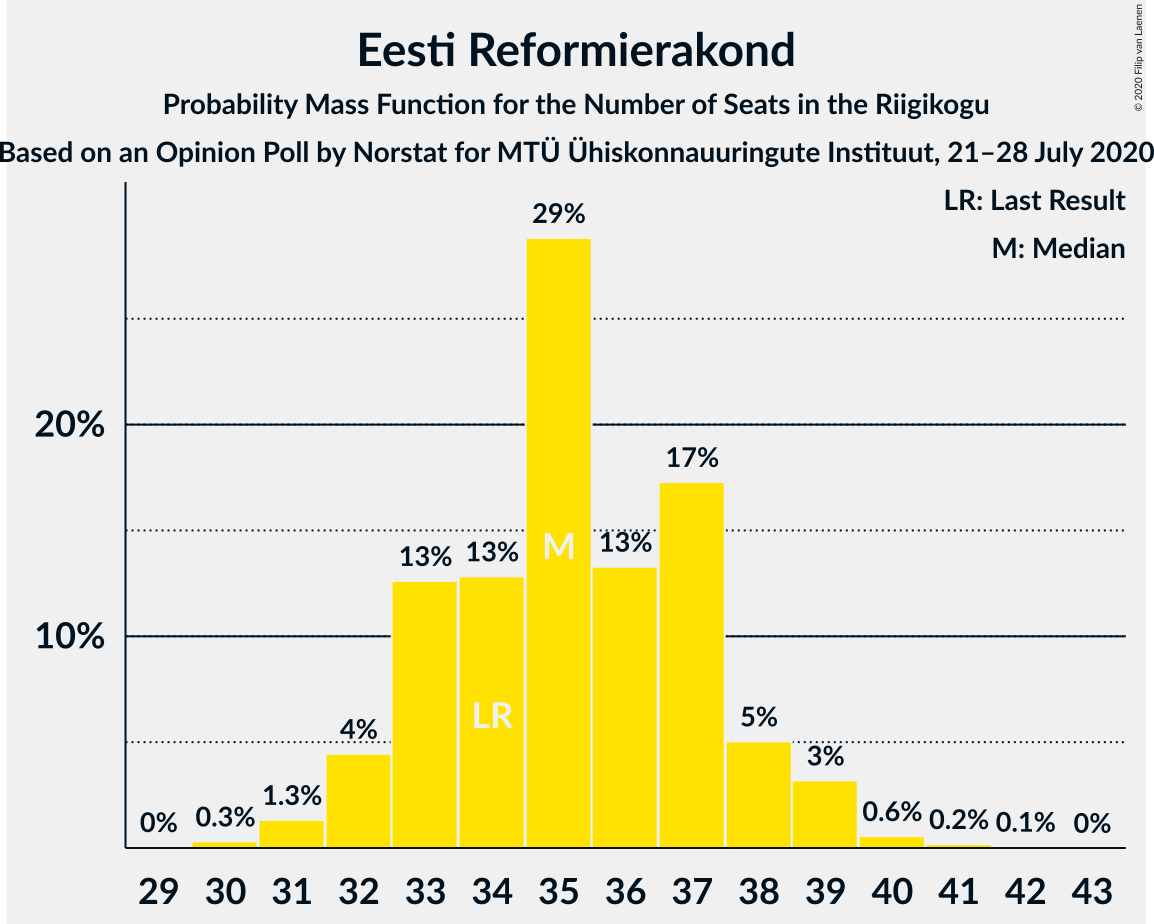 Eesti Reformierakond
Probability Mass Function for the Number of Seats in the Riigikogu
Based on an Opinion Poll by Norstat for MTÜ Ühiskonnauuringute Instituut, 21–28 July 2020
© 2020 Filip van Laenen
LR: Last Result
M: Median
20%
10%
0% 0.3% 1.3% 4% 13% 13% 29% 13% 17% 5% 3% 0.6% 0.2% 0.1% 0%
M
LR
29 30 31 32 33 34 35 36 37 38 39 40 41 42 43